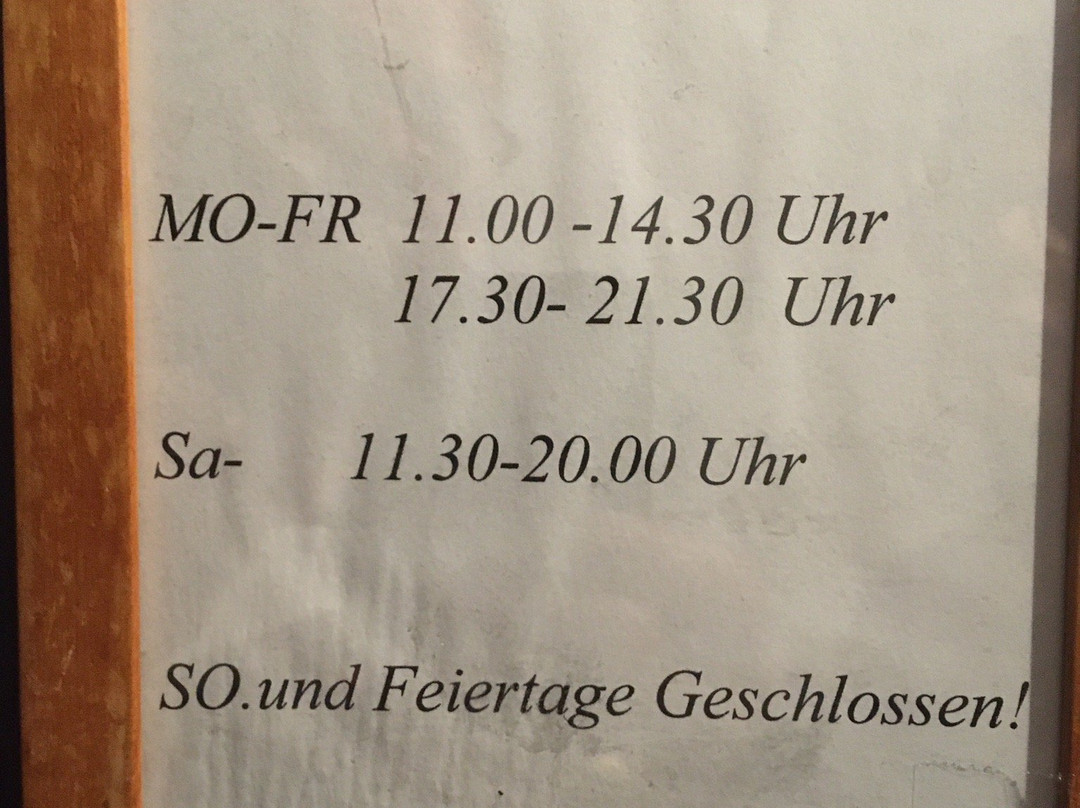 MO-FR 11.00 -14.30 Uhr
17.30- 21.30 Uhr
Sa- 11.30-20.00 Uhr
SO.und Feiertage Geschlossen!